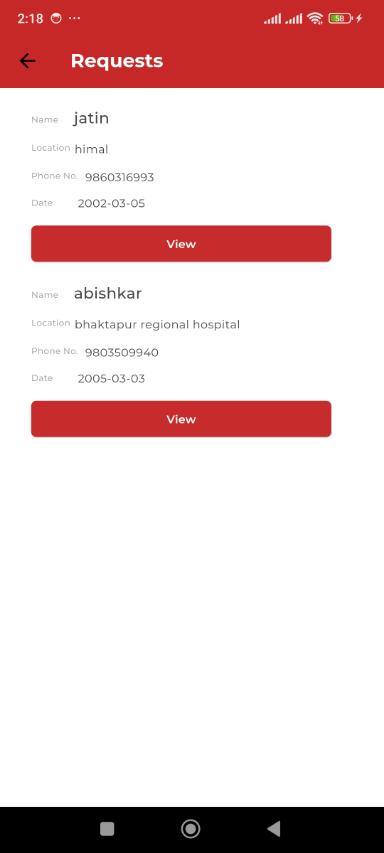 2:18 58
Requests
Name jatin
Location himal
Phone No. 9860316993
Date 2002-03-05
View
Name abishkar
Location bhaktapur regional hospital
Phone No. 9803509940
Date 2005-03-03
View